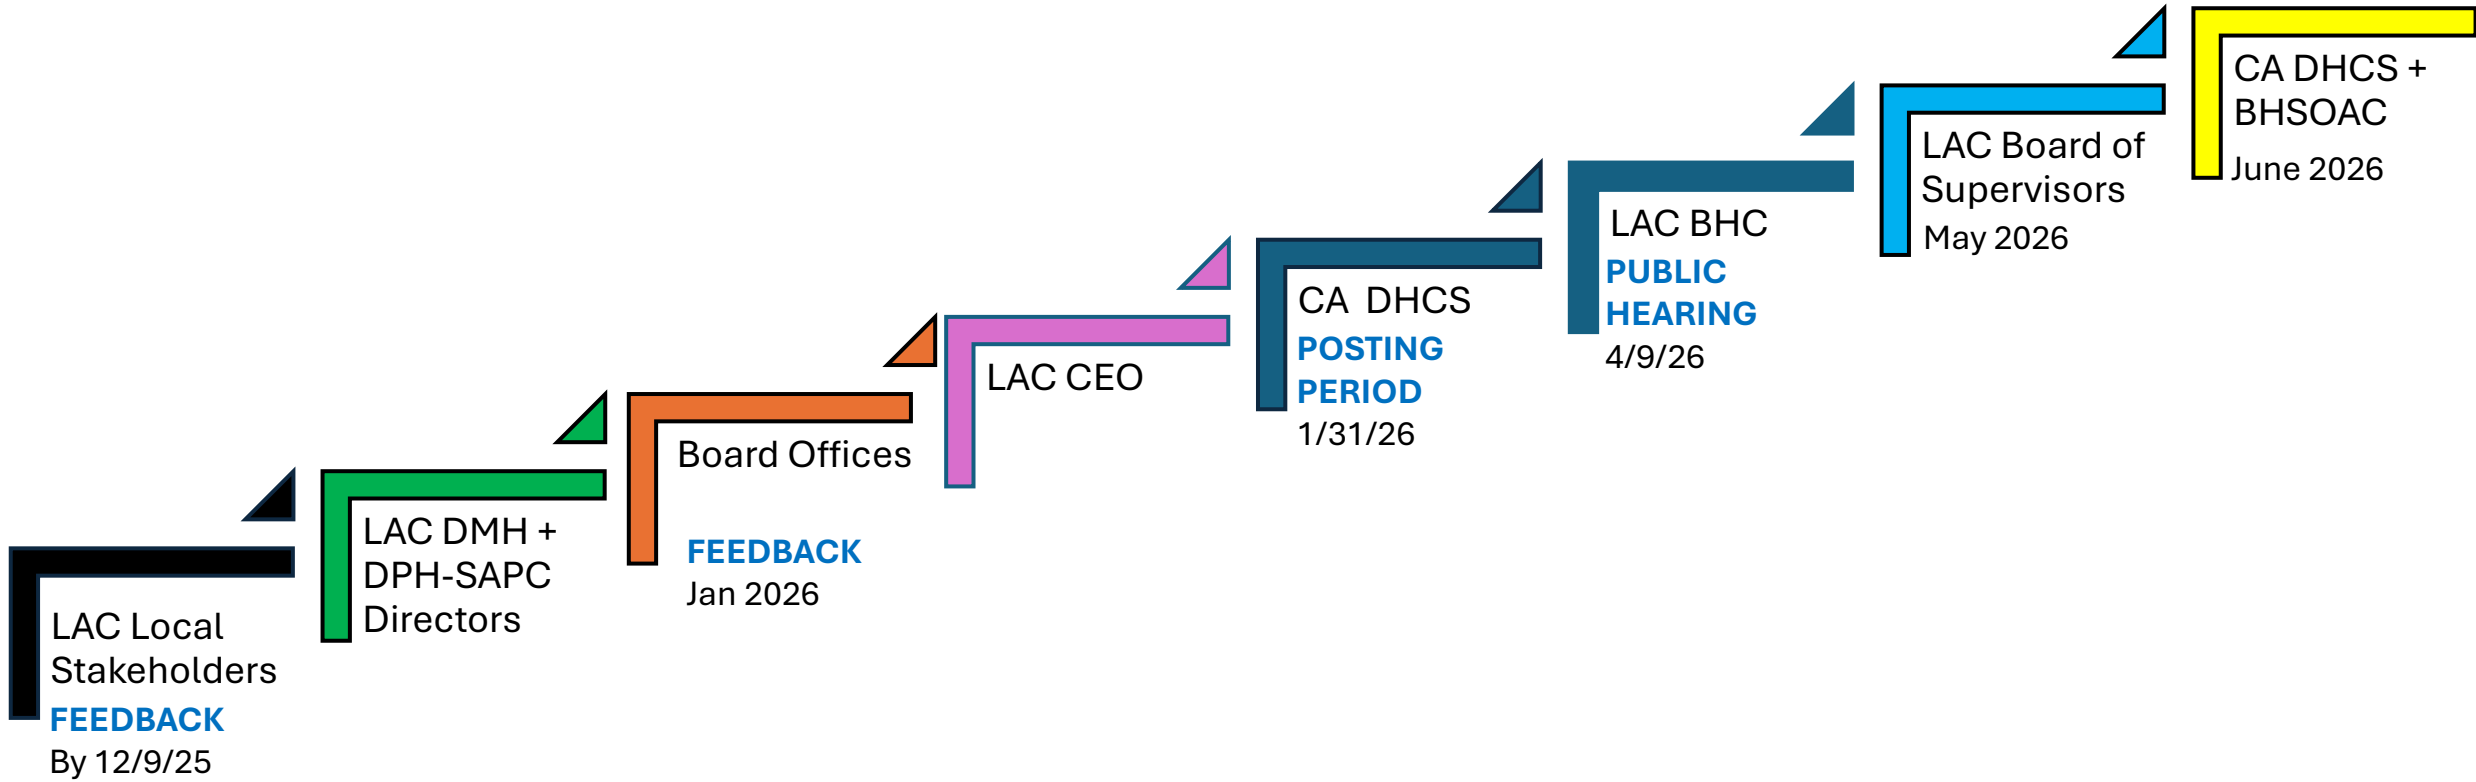 LAC Local
Stakeholders
FEEDBACK
By 12/9/25
LAC DMH +
DPH-SAPC
Directors
Board Offices
FEEDBACK
Jan 2026
LAC CEO
CA  DHCS
POSTING
PERIOD
1/31/26
LAC BHC
PUBLIC
HEARING
4/9/26
LAC Board of
Supervisors
May 2026
CA DHCS +
BHSOAC
June 2026